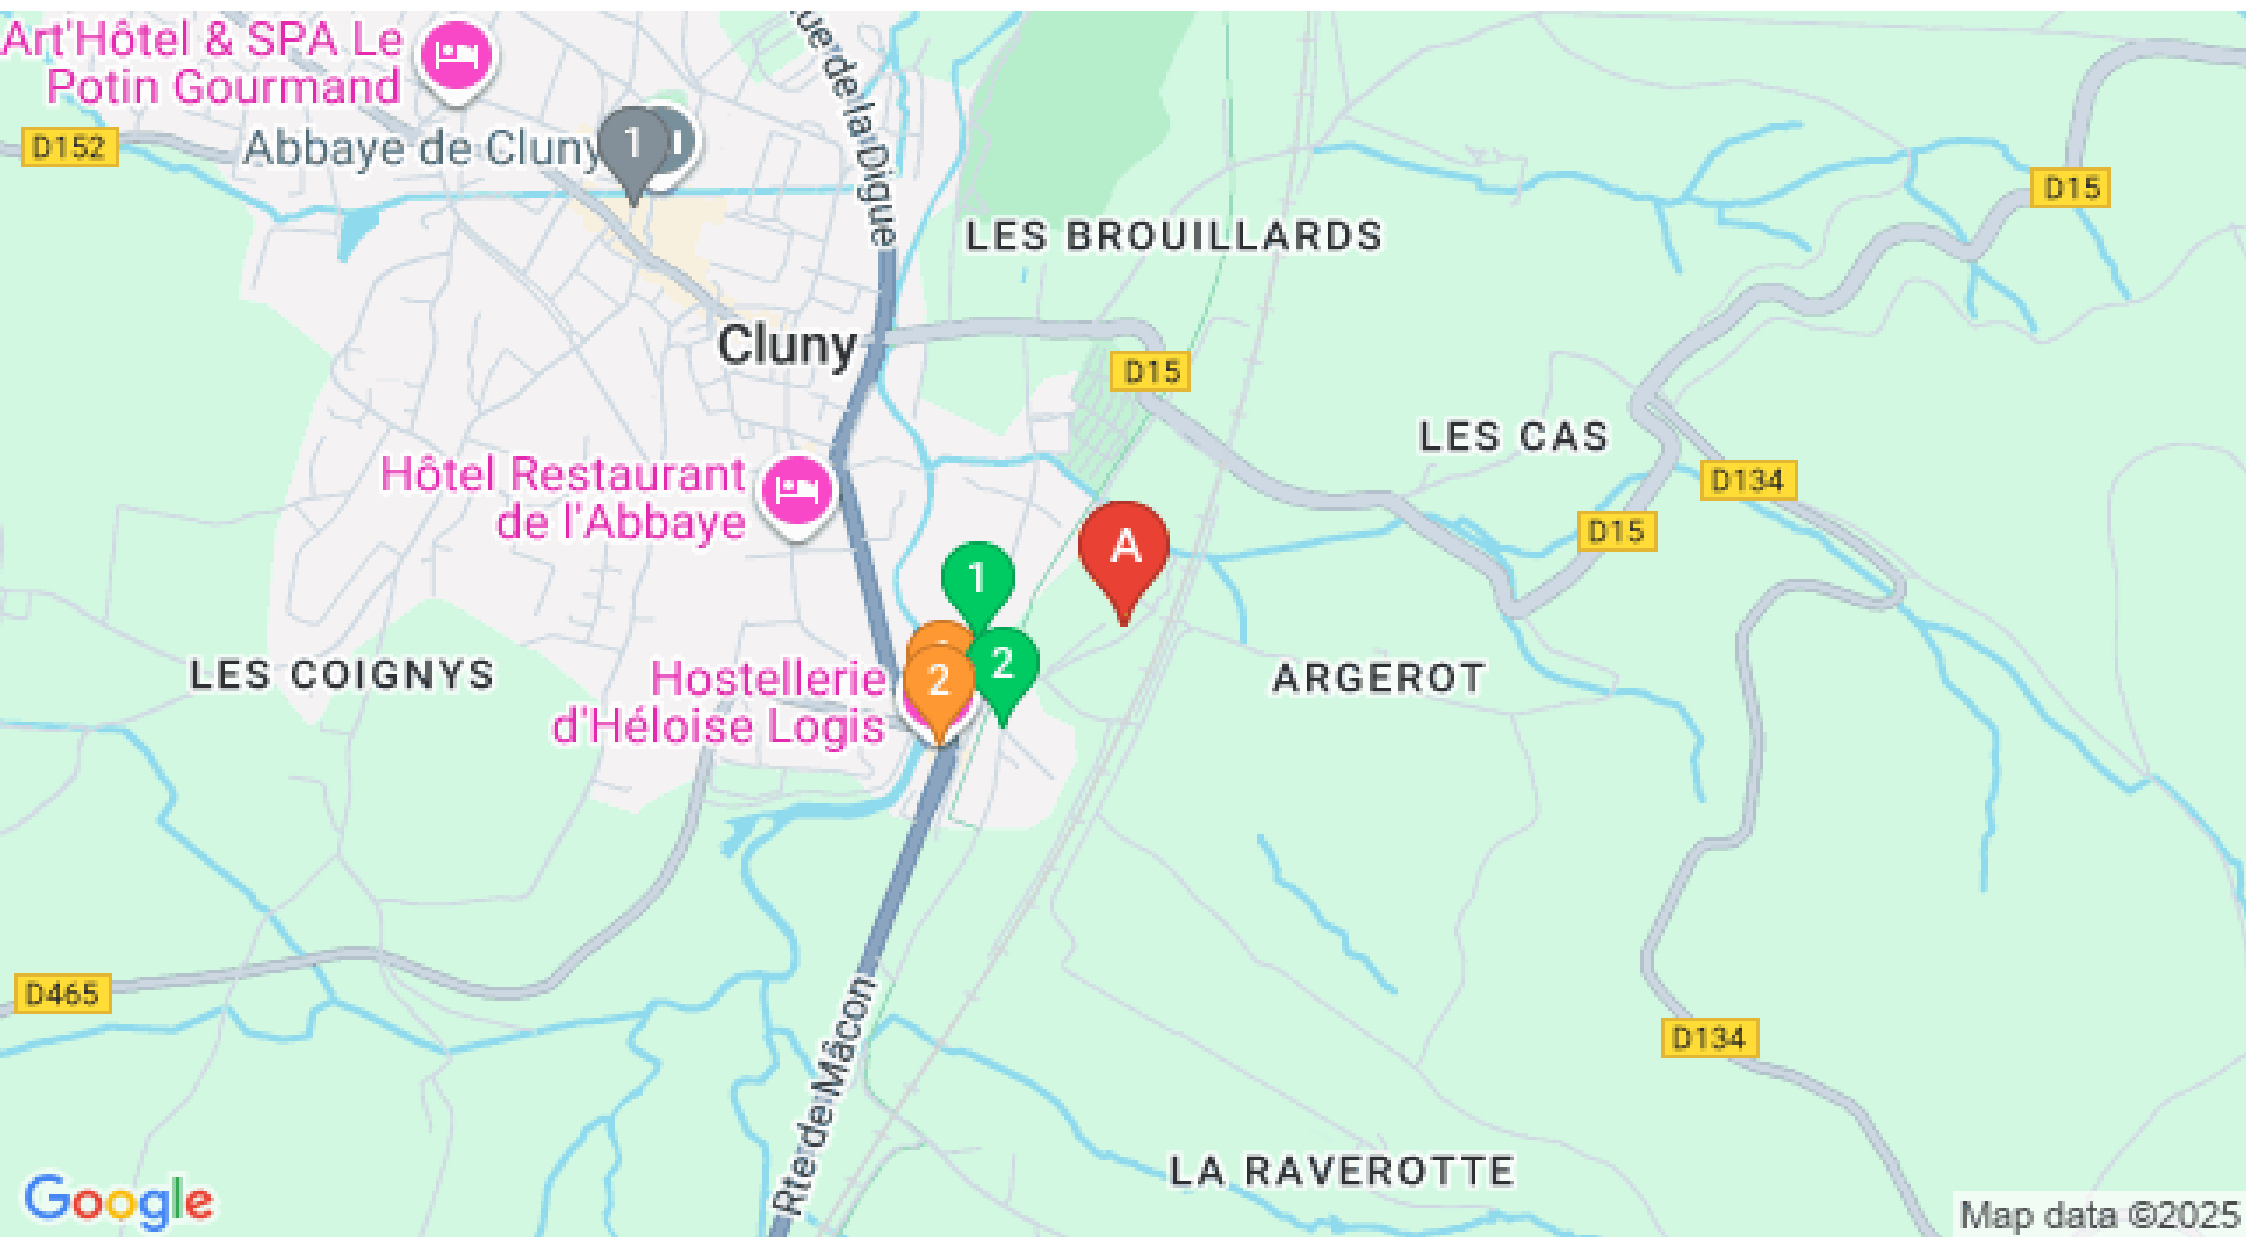 Art'Hôtel & SPA Le
Potin Gourmand
Rue de la Digue
D152
Abbaye de Cluny
1
D15
LES BROUILLARDS
Cluny
D15
LES CAS
Hôtel Restaurant
de l'Abbaye
D134
D15
A
1
2
2
LES COIGNYS
Hostellerie
d'Héloïse Logis
ARGEROT
D465
Rte de Mâcon
D134
LA RAVEROTTE
Google
Map data ©2025